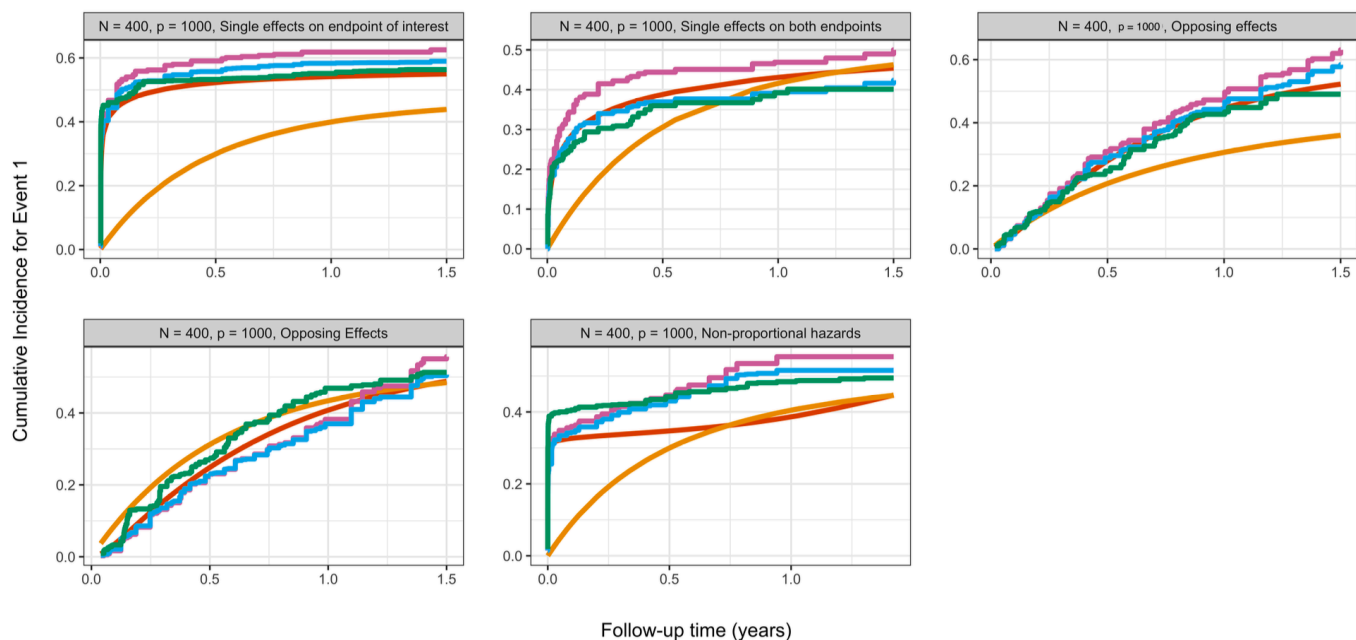 N = 400, p = 1000, Single effects on endpoint of interest
N = 400, p = 1000, Single effects on both endpoints
N = 400, p = 1000, Opposing effects
0.6
0.4
0.2
0.0
0.0 0.5 1.0 1.5
0.5
0.4
0.3
0.2
0.1
0.0
0.0 0.5 1.0 1.5
0.6
0.4
0.2
0.0
0.0 0.5 1.0 1.5
Cumulative Incidence for Event 1
N = 400, p = 1000, Opposing Effects
N = 400, p = 1000, Non-proportional hazards
0.4
0.2
0.0
0.0 0.5 1.0 1.5
0.4
0.2
0.0
0.0 0.5 1.0
Follow-up time (years)